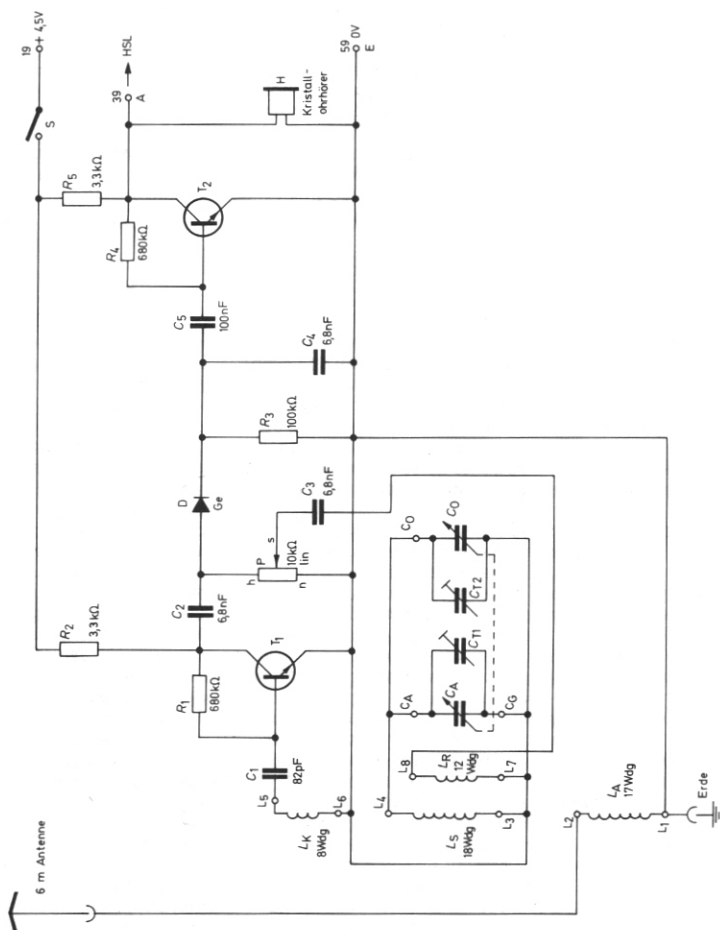 6 m Antenne
R2
3,3kΩ
S
19
+ 4,5V
R5
3,3kΩ
R1
680kΩ
C2
6,8nF
D
Ge
C5
100nF
R4
680kΩ
39
A
HSL
C1
82pF
T1
h
P
s
10kΩ
lin
n
C3
6,8nF
R3
100kΩ
C4
6,8nF
T2
H
Kristall-
ohrhörer
L5
LK
8Wdg
L6
59
0V
E
L4
L8
CA
CO
LS
18Wdg
LR
12
Wdg
CA
CT1
CT2
CO
L3
L7
CG
L2
LA
17Wdg
L1
Erde